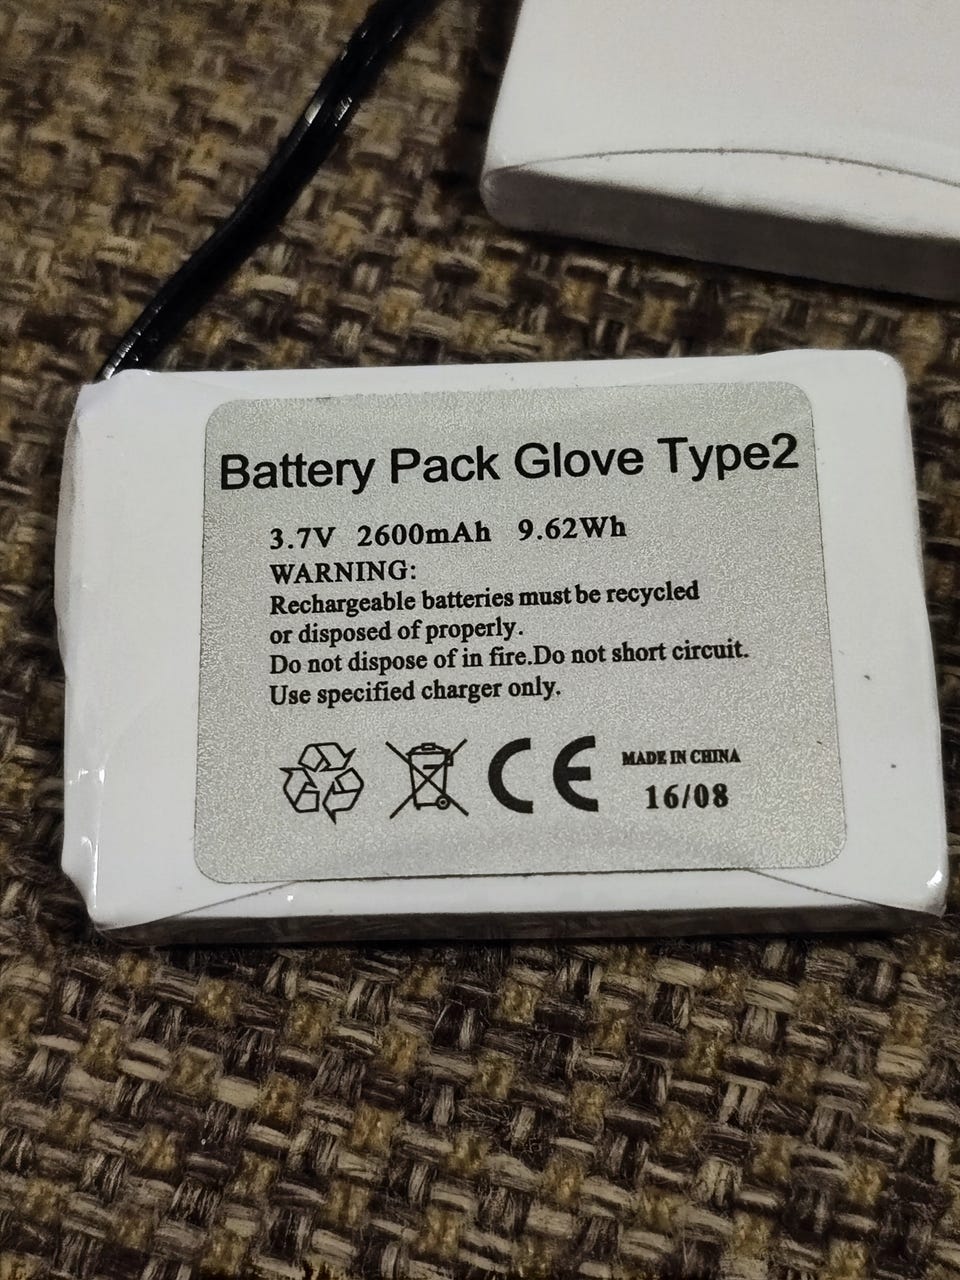 Battery Pack Glove Type2
3.7V 2600mAh 9.62Wh
WARNING:
Rechargeable batteries must be recycled
or disposed of properly.
Do not dispose of in fire.Do not short circuit.
Use specified charger only.
CE
MADE IN CHINA
16/08